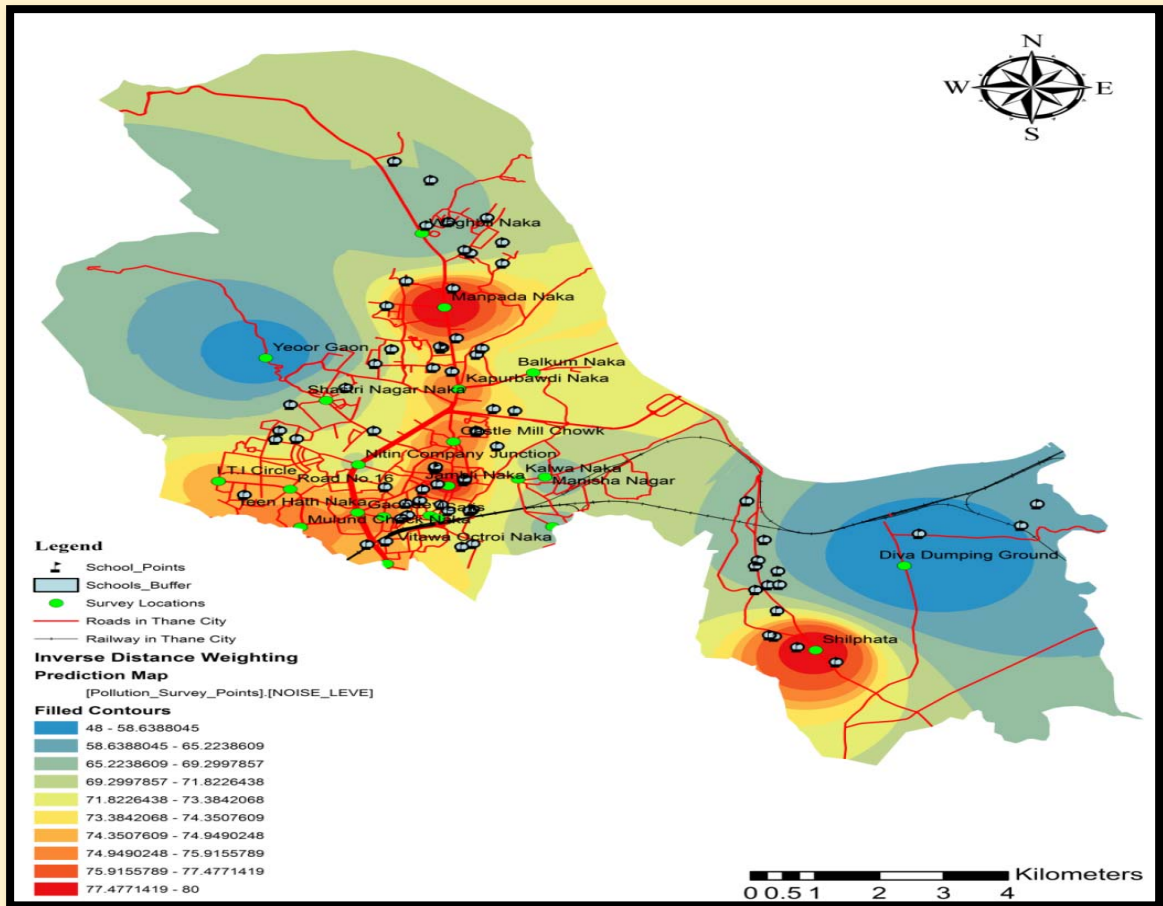 N
W E
S
Waghbil Naka
Manpada Naka
Yeoor Gaon
Balkum Naka
Kapurbawdi Naka
Shastri Nagar Naka
Castle Mill Chowk
Nitin Company Junction
Kalwa Naka
I.T.I Circle
Road No.16
Manisha Nagar
Teen Hath Naka
Mulund Check Naka
Vitawa Octroi Naka
Diva Dumping Ground
Shilphata
Legend
School_Points
Schools_Buffer
Survey Locations
Roads in Thane City
Railway in Thane City
Inverse Distance Weighting
Prediction Map
[Pollution_Survey_Points].[NOISE_LEVE]
Filled Contours
48 - 58.6388045
58.6388045 - 65.2238609
65.2238609 - 69.2997857
69.2997857 - 71.8226438
71.8226438 - 73.3842068
73.3842068 - 74.3507609
74.3507609 - 74.9490248
74.9490248 - 75.9155789
75.9155789 - 77.4771419
77.4771419 - 80
Kilometers
0 0.5 1 2 3 4